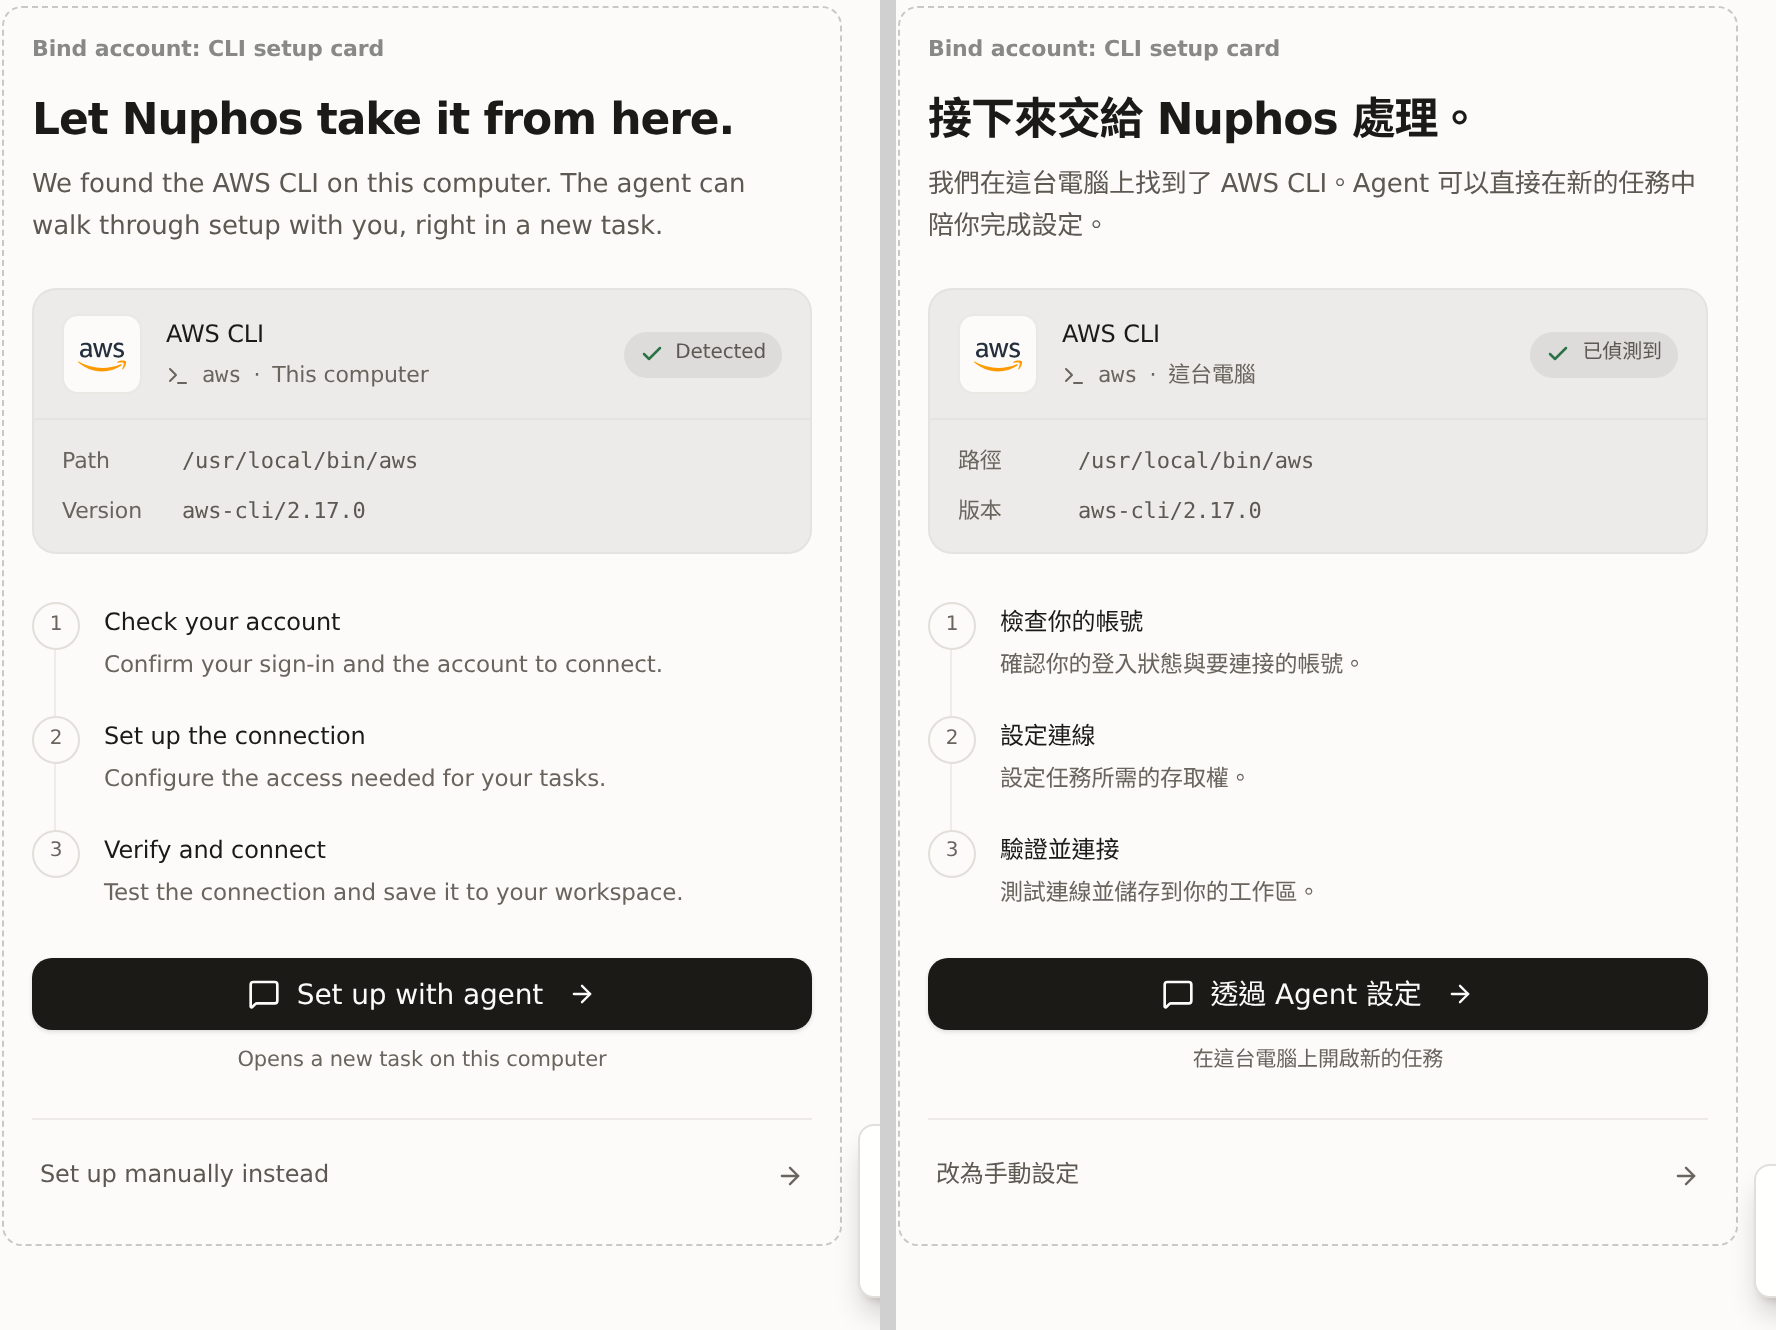 Bind account: CLI setup card
Let Nuphos take it from here.
We found the AWS CLI on this computer. The agent can
walk through setup with you, right in a new task.
aws
AWS CLI
aws · This computer
Detected
Path /usr/local/bin/aws
Version aws-cli/2.17.0
1 Check your account
Confirm your sign-in and the account to connect.
2 Set up the connection
Configure the access needed for your tasks.
3 Verify and connect
Test the connection and save it to your workspace.
Set up with agent →
Opens a new task on this computer
Set up manually instead →
Bind account: CLI setup card
接下來交給 Nuphos 處理。
我們在這台電腦上找到了 AWS CLI。Agent 可以直接在新的任務中
陪你完成設定。
aws
AWS CLI
aws · 這台電腦
已偵測到
路徑 /usr/local/bin/aws
版本 aws-cli/2.17.0
1 檢查你的帳號
確認你的登入狀態與要連接的帳號。
2 設定連線
設定任務所需的存取權。
3 驗證並連接
測試連線並儲存到你的工作區。
透過 Agent 設定 →
在這台電腦上開啟新的任務
改為手動設定 →